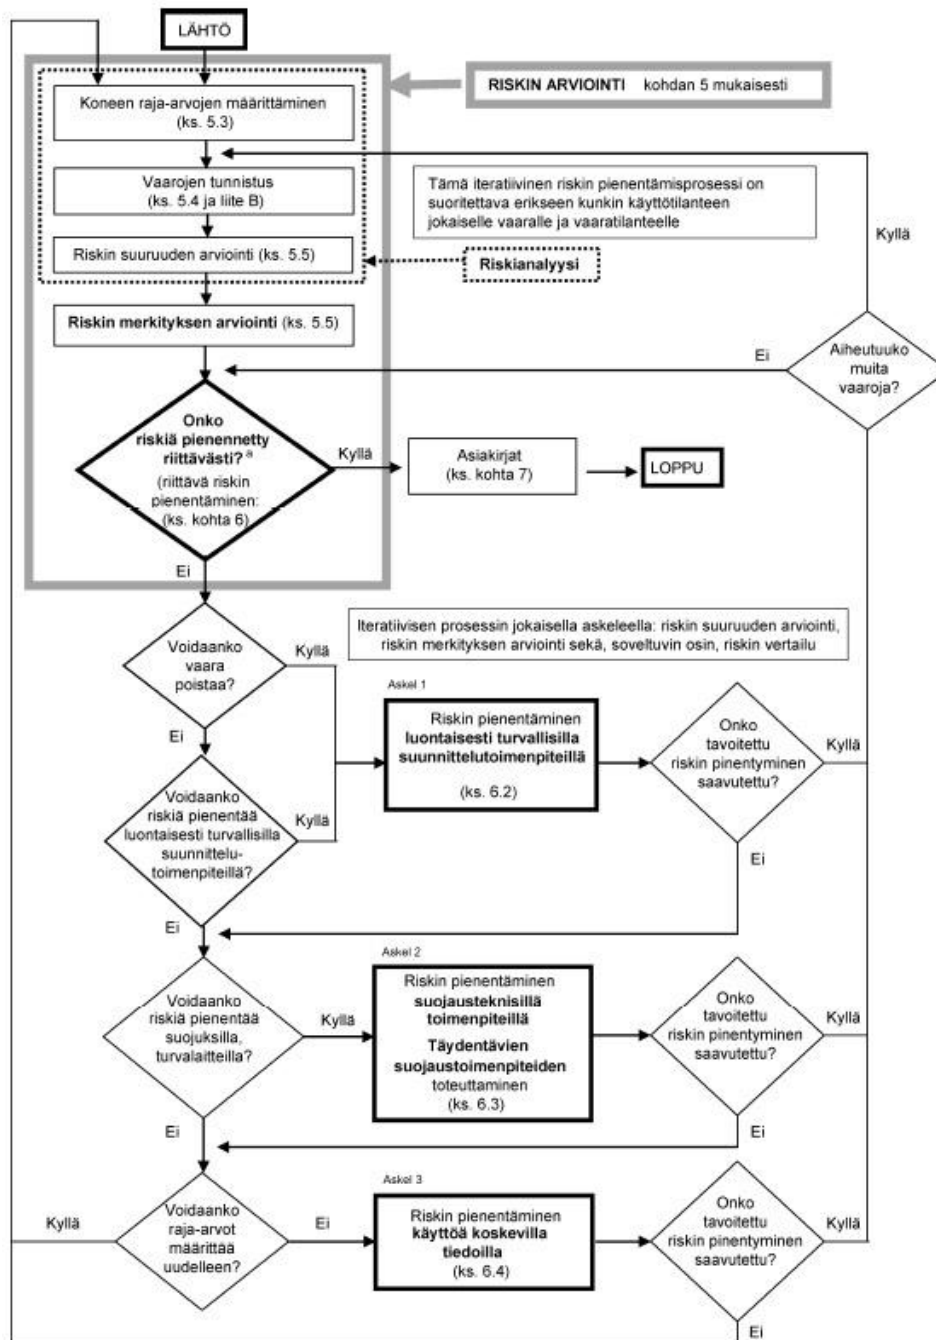 LÄHTÖ
RISKIN ARVIOINTI kohdan 5 mukaisesti
Koneen raja-arvojen määrittäminen
(ks. 5.3)
Vaarojen tunnistus
(ks. 5.4 ja liite B)
Tämä iteratiivinen riskin pienentämisprosessi on
suoritettava erikseen kunkin käyttötilanteen
jokaiselle vaaralle ja vaaratilanteelle
Kyllä
Riskin suuruuden arviointi (ks. 5.5)
Riskianalyysi
Riskin merkityksen arviointi (ks. 5.5)
Ei
Aiheutuuko
muita
vaaroja?
Onko
riskiä pienennetty
riittävästi? a
(riittävä riskin
pienentäminen:
(ks. kohta 6)
Kyllä
Asiakirjat
(ks. kohta 7)
LOPPU
Ei
Voidaanko
vaara
poistaa?
Kyllä
Iteratiivisen prosessin jokaisella askeleella: riskin suuruuden arviointi,
riskin merkityksen arviointi sekä, soveltuvin osin, riskin vertailu
Ei
Askel 1
Riskin pienentäminen
luontaisesti turvallisilla
suunnittelutoimenpiteillä
(ks. 6.2)
Onko
tavoitettu
riskin pinentyminen
saavutettu?
Kyllä
Voidaanko
riskiä pienentää
luontaisesti turvallisilla
suunnittelu-
toimenpiteillä?
Kyllä
Ei
Ei
Askel 2
Voidaanko
riskiä pienentää
suojuksilla,
turvalaitteilla?
Kyllä
Riskin pienentäminen
suojausteknisillä
toimenpiteillä
Täydentävien
suojaustoimenpiteiden
toteuttaminen
(ks. 6.3)
Onko
tavoitettu
riskin pinentyminen
saavutettu?
Kyllä
Ei
Ei
Askel 3
Kyllä
Voidaanko
raja-arvot
määrittää
uudelleen?
Ei
Riskin pienentäminen
käyttöä koskevilla
tiedoilla
(ks. 6.4)
Onko
tavoitettu
riskin pinentyminen
saavutettu?
Kyllä
Ei